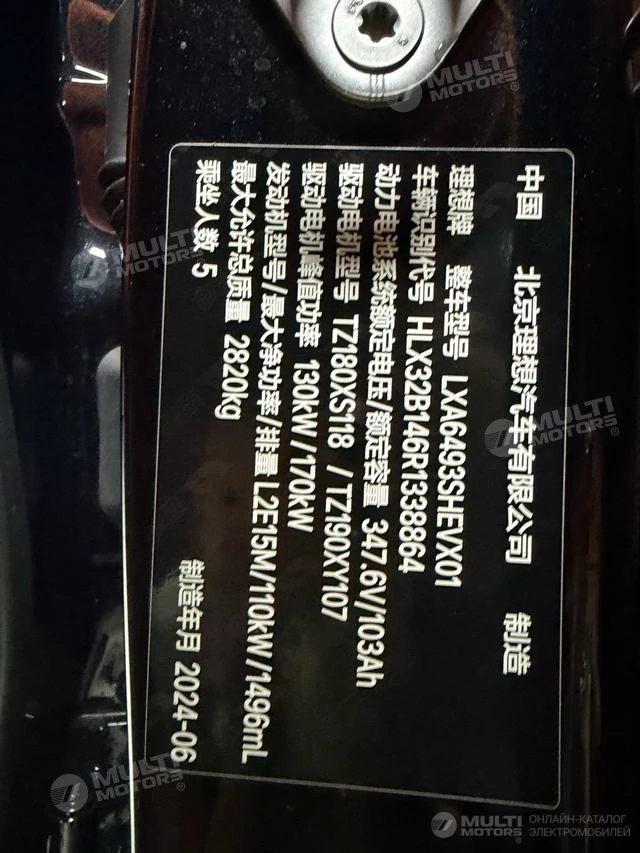 中国 北京理想汽车有限公司 制造
理想牌 整车型号 LXA6493SHEVX01
车辆识别代号 HLX32B146R1338864
动力电池系统额定电压/额定容量 347.6V/103Ah
驱动电机型号 TZ180XS118 /TZ190XY107
驱动电机峰值功率 130kW/170kW
发动机型号/最大净功率/排量 L2E15M/110kW/1496mL
最大允许总质量 2820kg
乘坐人数 5 制造年月 2024-06
MULTI MOTORS®
MULTI MOTORS®
MULTI MOTORS®
MULTI MOTORS®
MULTI MOTORS®
ОНЛАЙН-КАТАЛОГ
ЭЛЕКТРОМОБИЛЕЙ